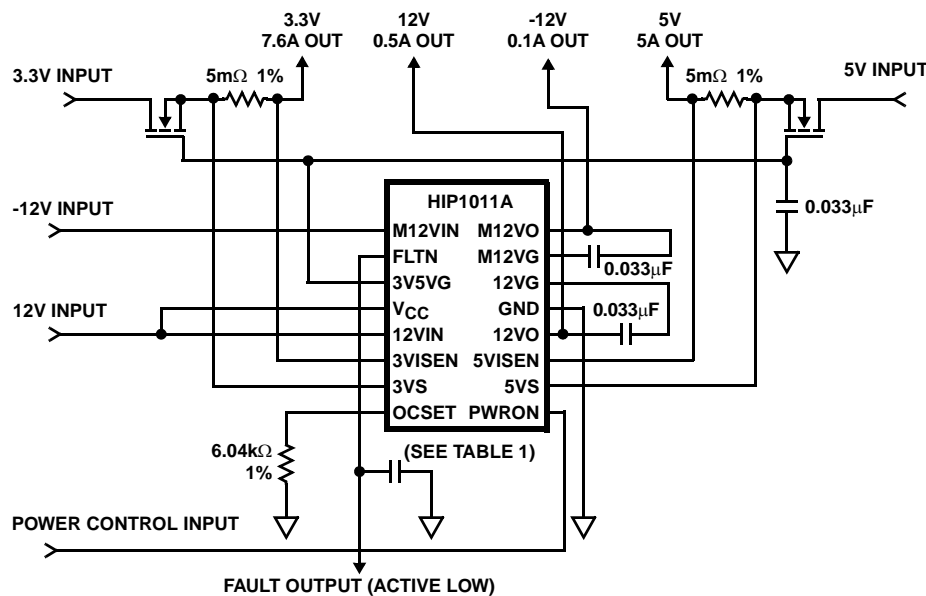 3.3V
7.6A OUT
12V
0.5A OUT
-12V
0.1A OUT
5V
5A OUT
3.3V INPUT
5mΩ 1%
5mΩ 1%
5V INPUT
HIP1011A
-12V INPUT
0.033µF
M12VIN M12VO
FLTN M12VG
0.033µF
3V5VG 12VG
12V INPUT
VCC GND
0.033µF
12VIN 12VO
3VISEN 5VISEN
3VS 5VS
OCSET PWRON
6.04kΩ
1%
(SEE TABLE 1)
POWER CONTROL INPUT
FAULT OUTPUT (ACTIVE LOW)